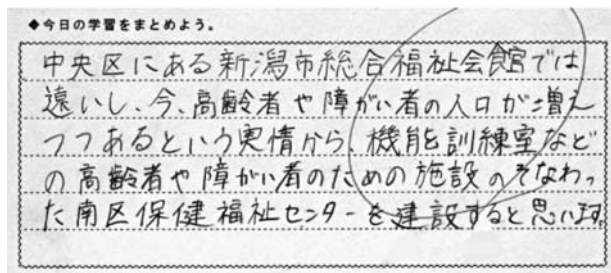 ◆今日の学習をまとめよう。
中央区にある新潟市総合福祉会館では
遠いし、今、高齢者や障がい者の人口が増え
つつあるという実情から、機能訓練室など
の高齢者や障がい者のための施設のそなわっ
た南区保健福祉センターを建設すると思います。